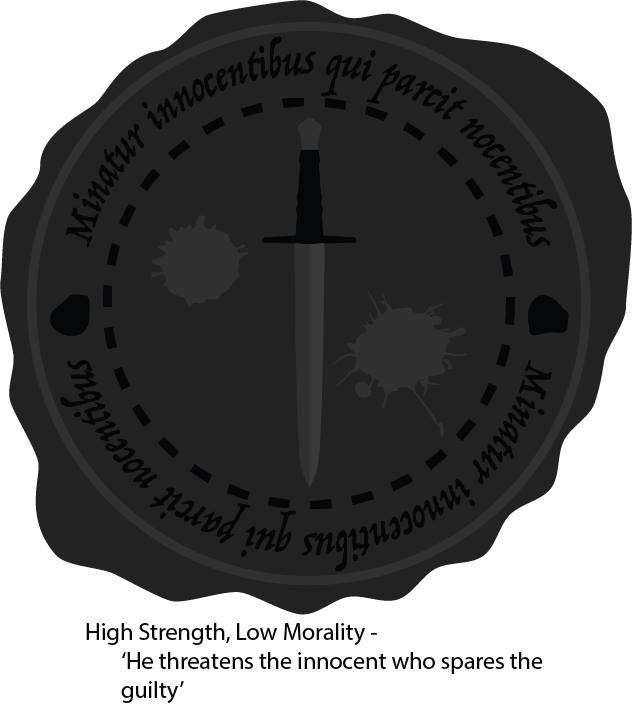 Minatur innocentibus qui parcit nocentibus
Minatur innocentibus qui parcit nocentibus
High Strength, Low Morality -
‘He threatens the innocent who spares the
guilty’